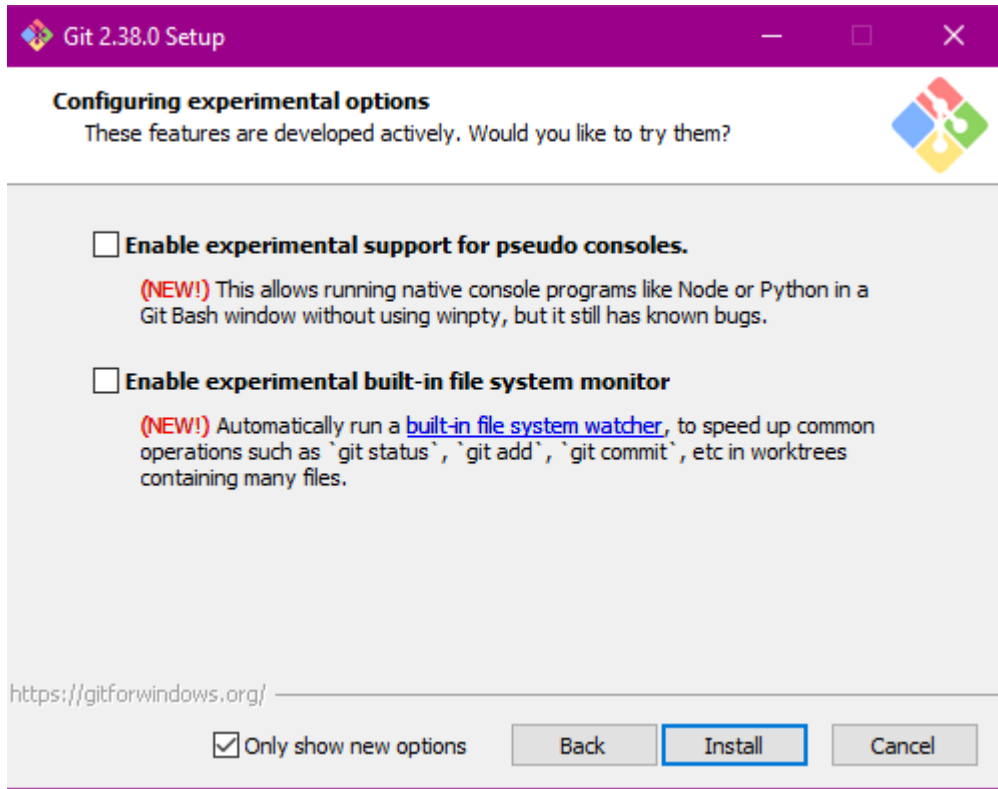 Git 2.38.0 Setup
Configuring experimental options
These features are developed actively. Would you like to try them?
Enable experimental support for pseudo consoles.
(NEW!) This allows running native console programs like Node or Python in a
Git Bash window without using winpty, but it still has known bugs.
Enable experimental built-in file system monitor
(NEW!) Automatically run a built-in file system watcher, to speed up common
operations such as `git status`, `git add`, `git commit`, etc in worktrees
containing many files.
https://gitforwindows.org/
Only show new options
Back
Install
Cancel